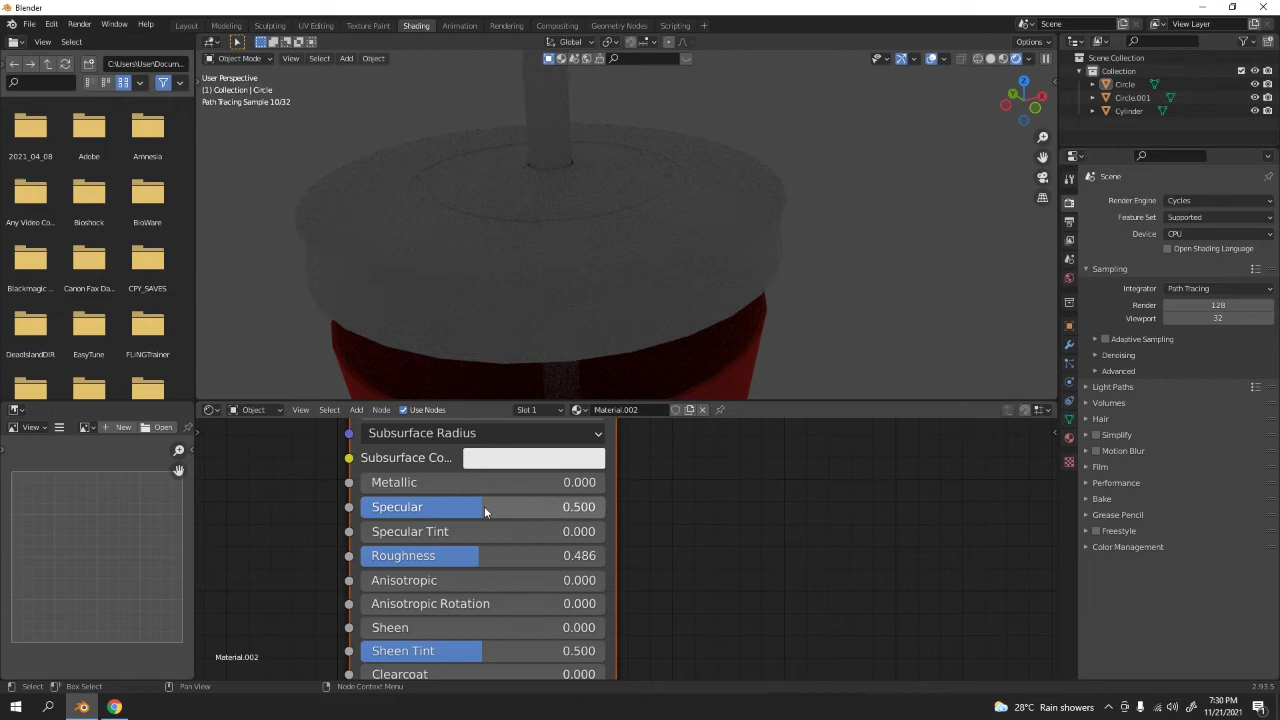 Blender
File Edit Render Window Help Layout Modeling Sculpting UV Editing Texture Paint Shading Animation Rendering Compositing Geometry Nodes Scripting + Scene View Layer
View Select Global Options
C:\Users\User\Docum... Object Mode View Select Add Object Scene Collection
Collection
Circle
Circle.001
Cylinder
User Perspective
(1) Collection | Circle
Path Tracing Sample 10/32
X
Y
Z
2021_04_08 Adobe Amnesia
Any Video Co... Bioshock BioWare
Blackmagic Canon Fax Da... CPY_SAVES
DeadIslandDIR EasyTune FLiNGTrainer
Scene
Render Engine Cycles
Feature Set Supported
Device CPU
Open Shading Language
Sampling
Integrator Path Tracing
Render 128
Viewport 32
Adaptive Sampling
Denoising
Advanced
Light Paths
Volumes
Hair
Simplify
Motion Blur
Film
Performance
Bake
Grease Pencil
Freestyle
Color Management
Object View Select Add Node Use Nodes Slot 1 Material.002
View New Open
Subsurface Radius
Subsurface Co...
Metallic 0.000
Specular 0.500
Specular Tint 0.000
Roughness 0.486
Anisotropic 0.000
Anisotropic Rotation 0.000
Sheen 0.000
Sheen Tint 0.500
Clearcoat 0.000
Material.002
Select Box Select Pan View Node Context Menu 2.93.5
28°C Rain showers 7:30 PM
11/21/2021